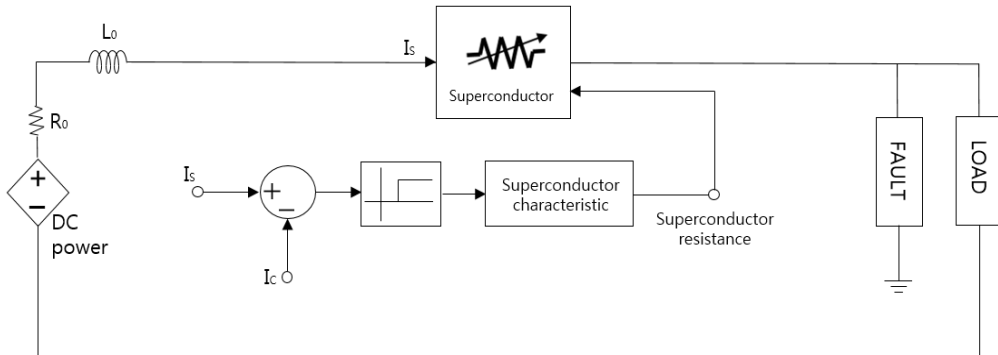 L₀
Is
Superconductor
R₀
+
−
DC
power
Is
+
−
Superconductor
characteristic
Superconductor
resistance
Ic
FAULT
LOAD